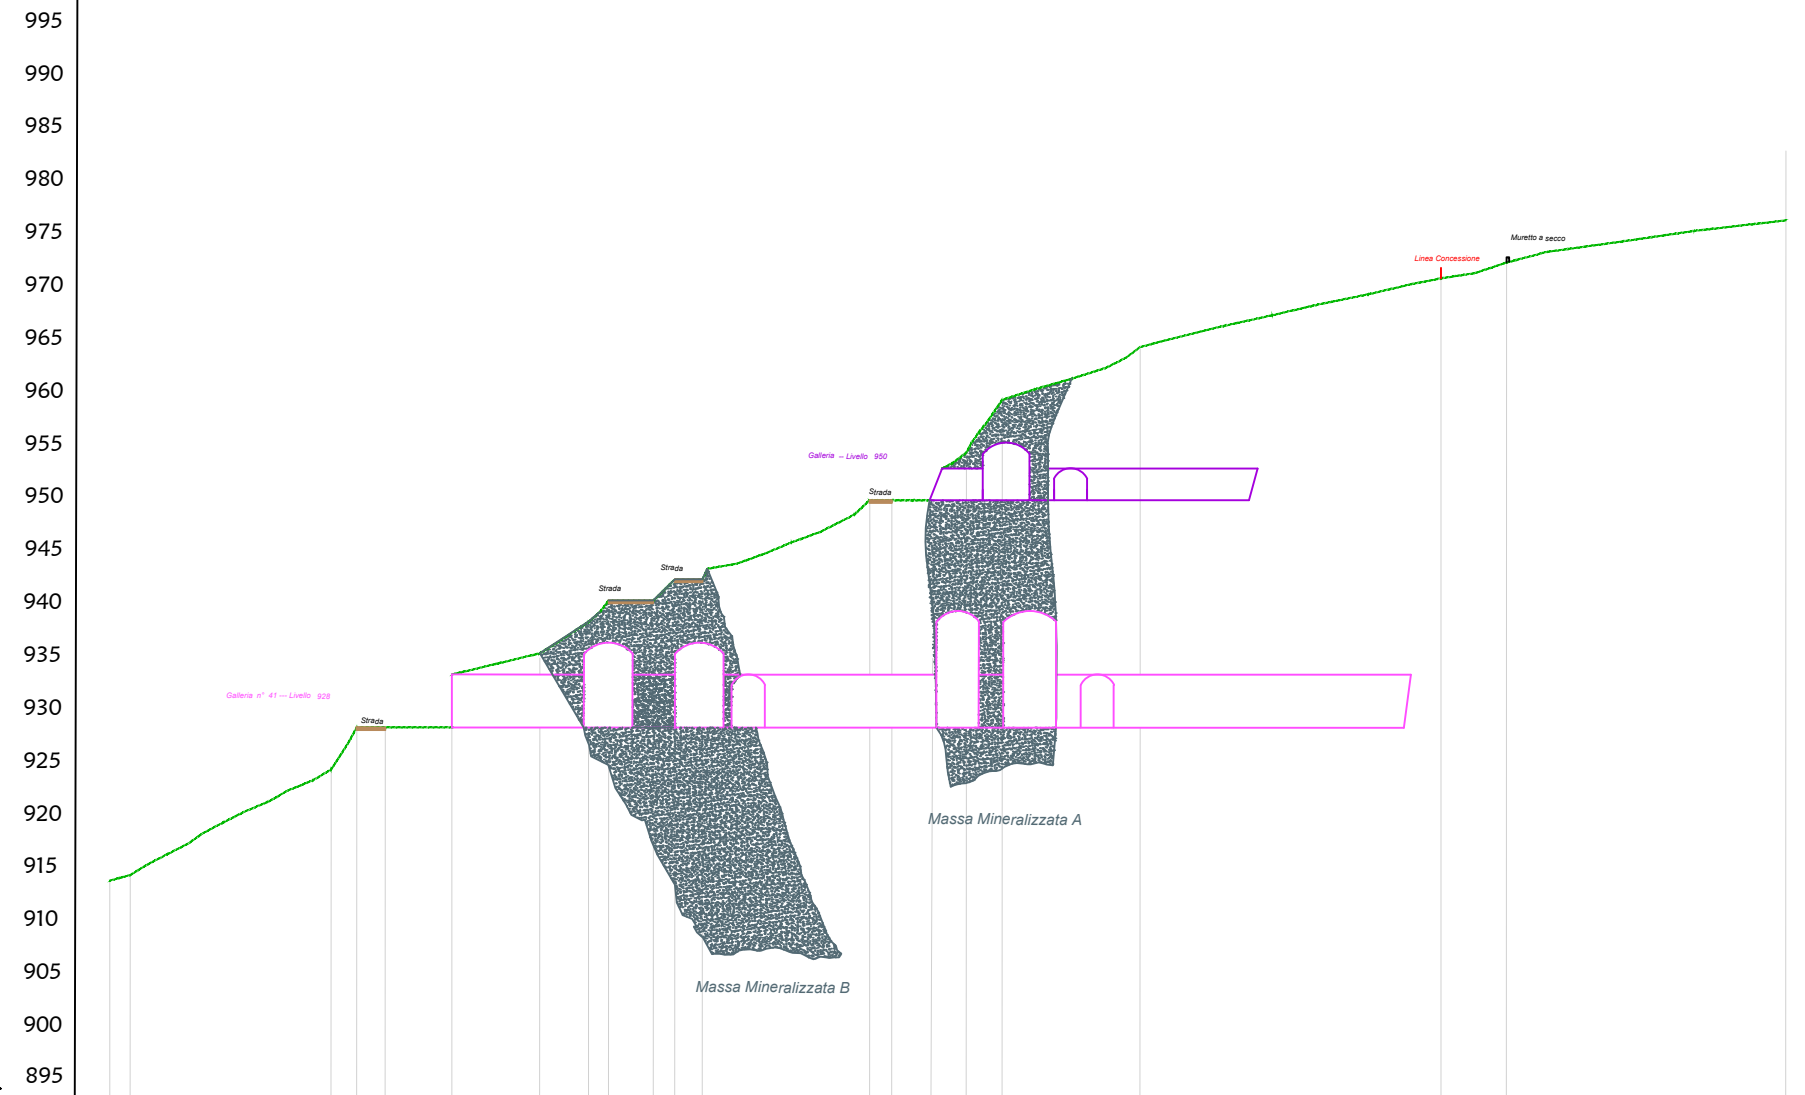 995
990
985
980
975
970
965
960
955
950
945
940
935
930
925
920
915
910
905
900
895
Muretto a secco
Linea Concessione
Galleria – Livello 950
Strada
Strada
Strada
Galleria n° 41 – Livello 928
Strada
Massa Mineralizzata A
Massa Mineralizzata B